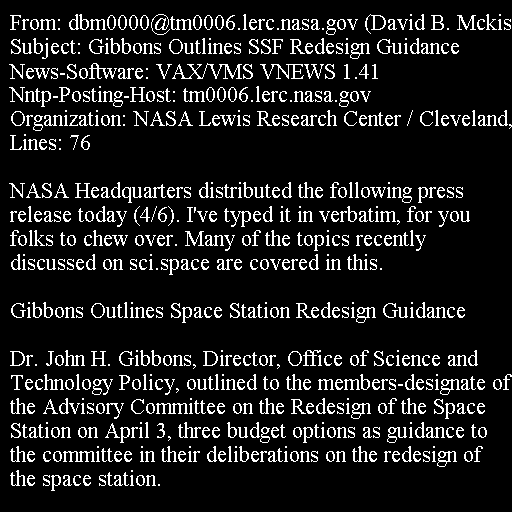 From: dbm0000@tm0006.lerc.nasa.gov (David B. Mckis
Subject: Gibbons Outlines SSF Redesign Guidance
News-Software: VAX/VMS VNEWS 1.41
Nntp-Posting-Host: tm0006.lerc.nasa.gov
Organization: NASA Lewis Research Center / Cleveland,
Lines: 76

NASA Headquarters distributed the following press
release today (4/6). I've typed it in verbatim, for you
folks to chew over. Many of the topics recently
discussed on sci.space are covered in this.

Gibbons Outlines Space Station Redesign Guidance

Dr. John H. Gibbons, Director, Office of Science and
Technology Policy, outlined to the members-designate of
the Advisory Committee on the Redesign of the Space
Station on April 3, three budget options as guidance to
the committee in their deliberations on the redesign of
the space station.